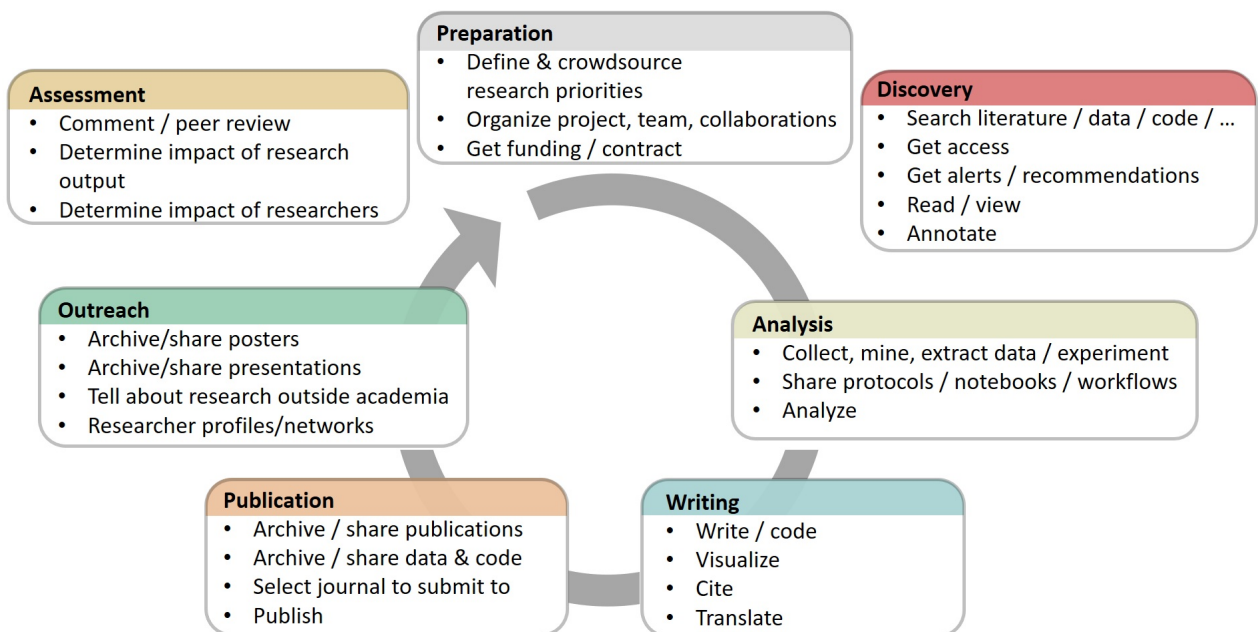 Preparation
• Define & crowdsource
research priorities
• Organize project, team, collaborations
• Get funding / contract
Discovery
• Search literature / data / code / ...
• Get access
• Get alerts / recommendations
• Read / view
• Annotate
Analysis
• Collect, mine, extract data / experiment
• Share protocols / notebooks / workflows
• Analyze
Writing
• Write / code
• Visualize
• Cite
• Translate
Publication
• Archive / share publications
• Archive / share data & code
• Select journal to submit to
• Publish
Outreach
• Archive/share posters
• Archive/share presentations
• Tell about research outside academia
• Researcher profiles/networks
Assessment
• Comment / peer review
• Determine impact of research
output
• Determine impact of researchers